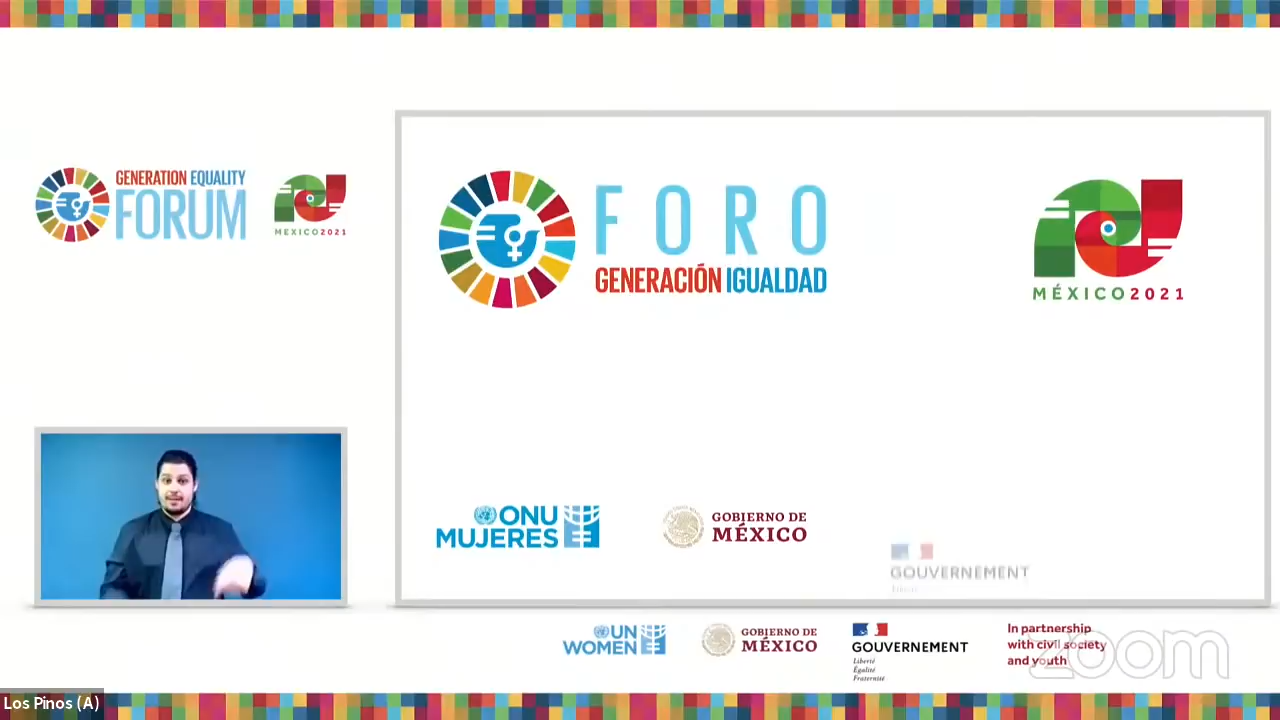 GENERATION EQUALITY
FORUM
MEXICO2021
FORO
GENERACIÓN IGUALDAD
MÉXICO2021
ONU
MUJERES
GOBIERNO DE
MÉXICO
GOUVERNEMENT
Liberté
UN
WOMEN
GOBIERNO DE
MÉXICO
GOUVERNEMENT
Liberté
Égalité
Fraternité
In partnership
with civil society
and youth
zoom
Los Pinos (A)